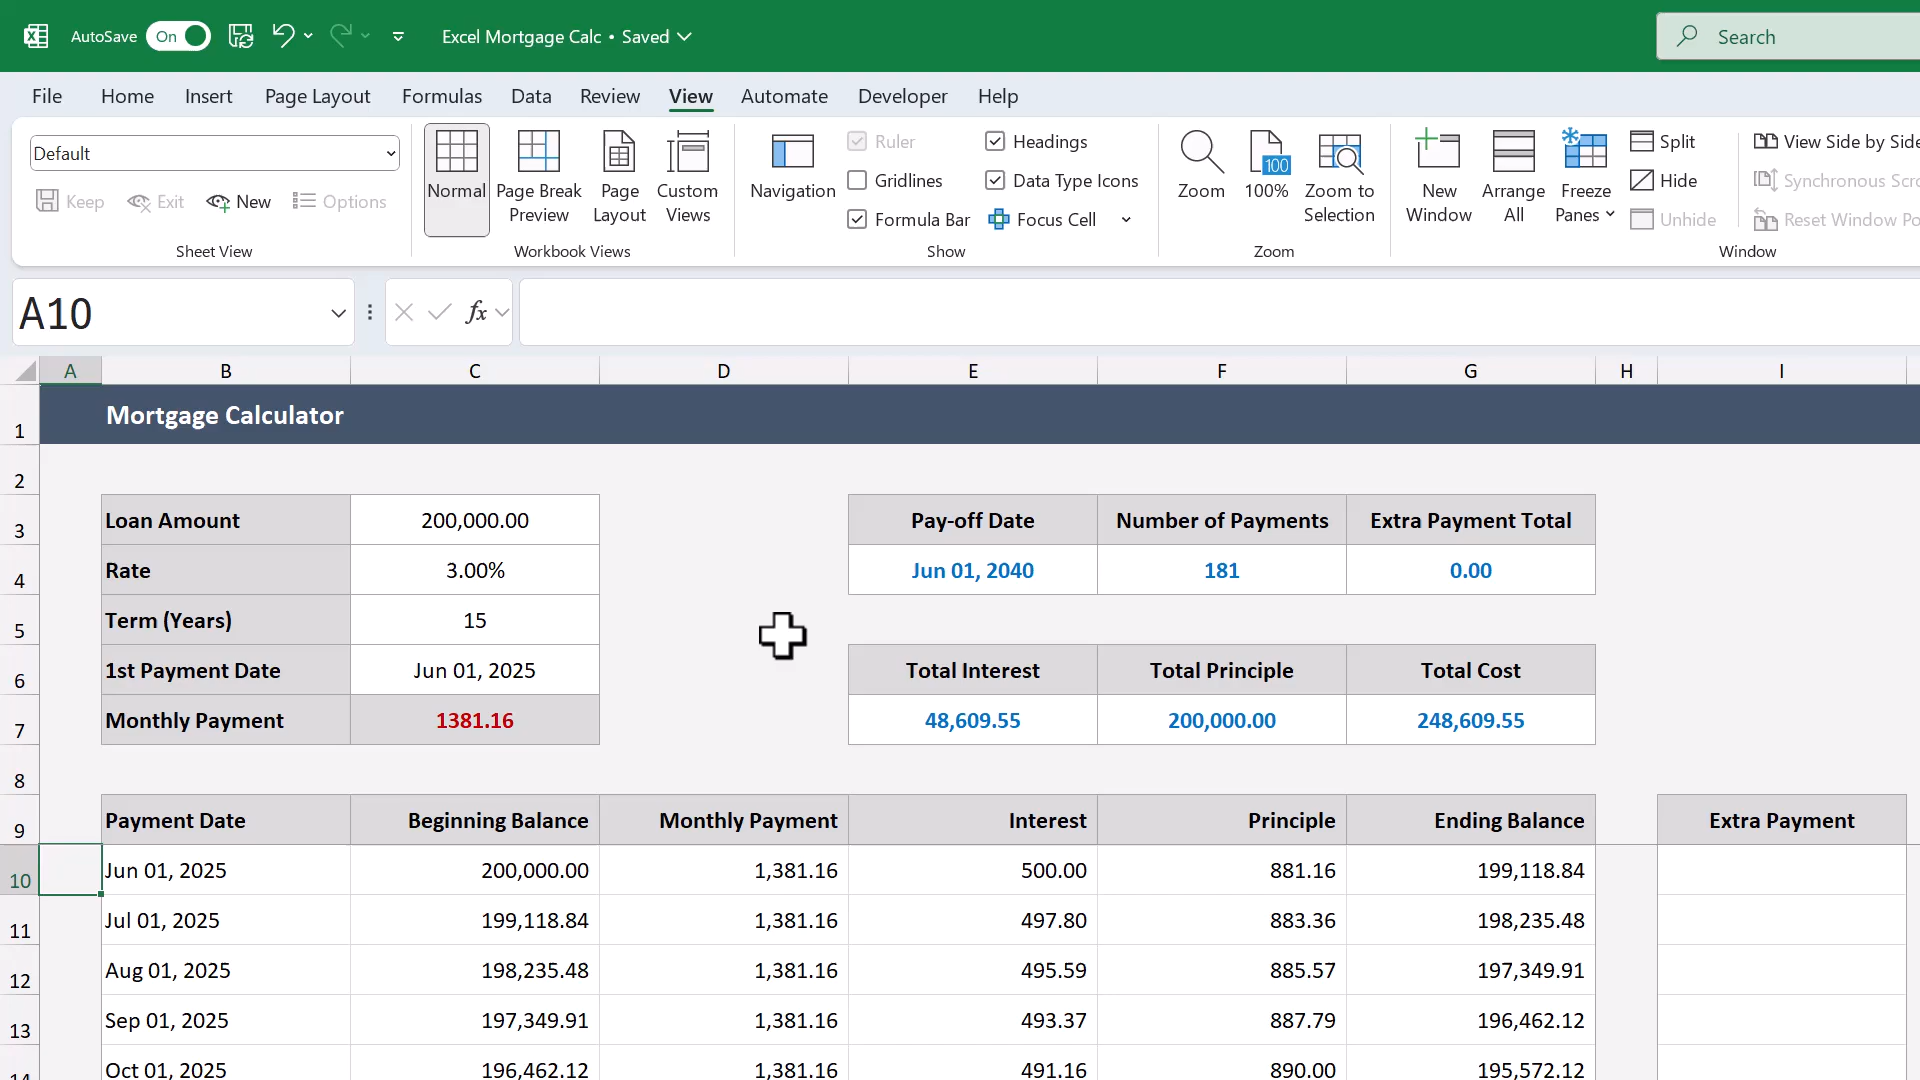 AutoSave On Excel Mortgage Calc • Saved Search
File Home Insert Page Layout Formulas Data Review View Automate Developer Help
Default
Keep Exit New Options
Sheet View
Normal Page Break Preview Page Layout Custom Views
Workbook Views
Navigation
Ruler Headings
Gridlines Data Type Icons
Formula Bar Focus Cell
Show
Zoom 100 100% Zoom to Selection
Zoom
New Window Arrange All Freeze Panes
Split View Side by Side
Hide Synchronous Scro
Unhide Reset Window Po
Window
A10 fx
A B C D E F G H I
1 Mortgage Calculator
2
3 Loan Amount 200,000.00 Pay-off Date Number of Payments Extra Payment Total
4 Rate 3.00% Jun 01, 2040 181 0.00
5 Term (Years) 15
6 1st Payment Date Jun 01, 2025 Total Interest Total Principle Total Cost
7 Monthly Payment 1381.16 48,609.55 200,000.00 248,609.55
8
9 Payment Date Beginning Balance Monthly Payment Interest Principle Ending Balance Extra Payment
10 Jun 01, 2025 200,000.00 1,381.16 500.00 881.16 199,118.84
11 Jul 01, 2025 199,118.84 1,381.16 497.80 883.36 198,235.48
12 Aug 01, 2025 198,235.48 1,381.16 495.59 885.57 197,349.91
13 Sep 01, 2025 197,349.91 1,381.16 493.37 887.79 196,462.12
14 Oct 01, 2025 196,462.12 1,381.16 491.16 890.00 195,572.12